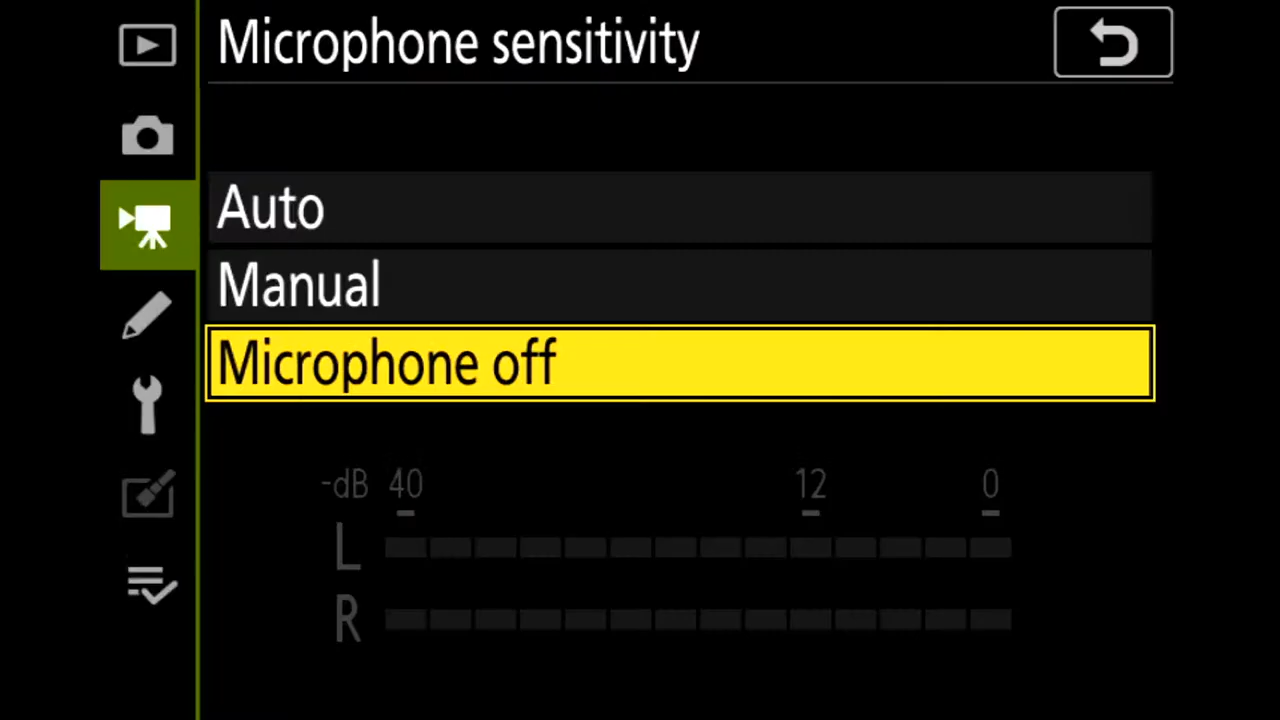 Microphone sensitivity
Auto
Manual
Microphone off
-dB 40 12 0
L
R